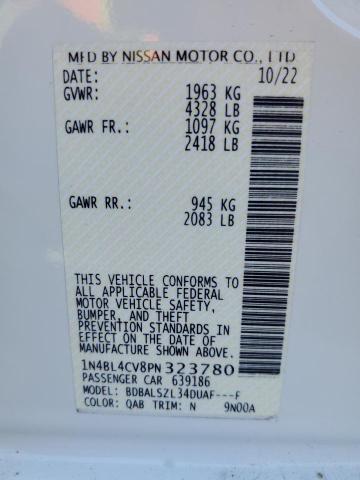 MFD BY NISSAN MOTOR CO., LTD
DATE: 10/22
GVWR: 1963 KG
4328 LB
GAWR FR.: 1097 KG
2418 LB
GAWR RR.: 945 KG
2083 LB
THIS VEHICLE CONFORMS TO
ALL APPLICABLE FEDERAL
MOTOR VEHICLE SAFETY,
BUMPER, AND THEFT
PREVENTION STANDARDS
IN EFFECT ON THE DATE OF
MANUFACTURE SHOWN ABOVE.
1N4BL4CV8PN323780
PASSENGER CAR 639186
MODEL: BDBALSZL34DUAF---F
COLOR: QAB TRIM: N 9N00A